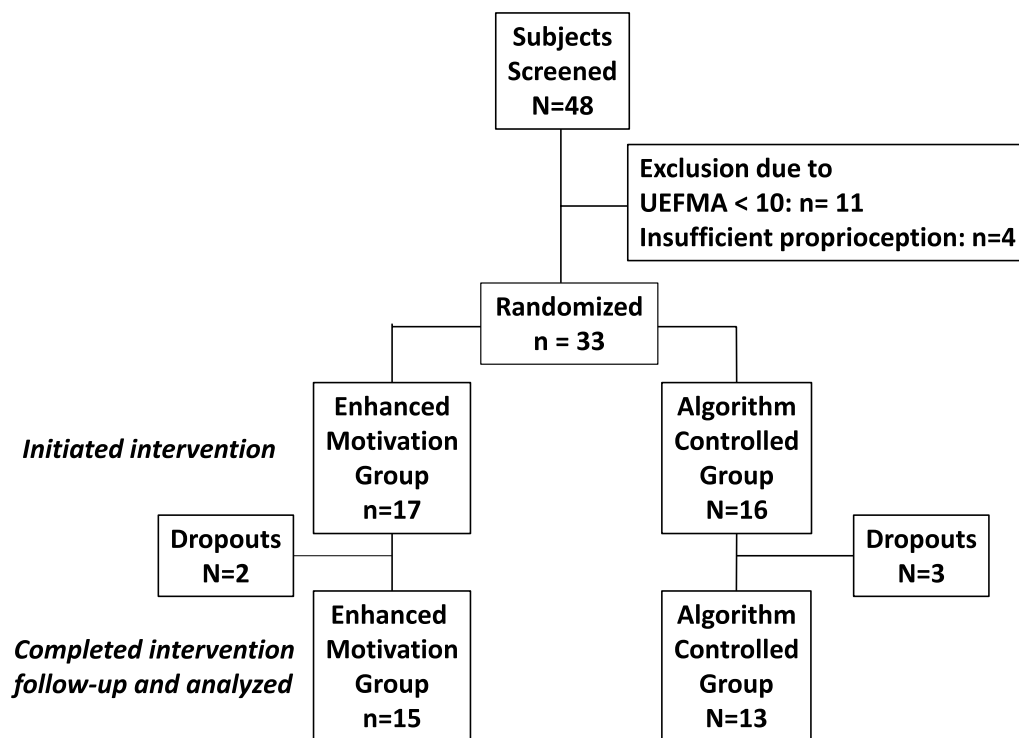 Subjects
Screened
N=48
Exclusion due to
UEFMA < 10: n= 11
Insufficient proprioception: n=4
Randomized
n = 33
Initiated intervention
Enhanced
Motivation
Group
n=17
Algorithm
Controlled
Group
N=16
Dropouts
N=2
Dropouts
N=3
Completed intervention
follow-up and analyzed
Enhanced
Motivation
Group
n=15
Algorithm
Controlled
Group
N=13